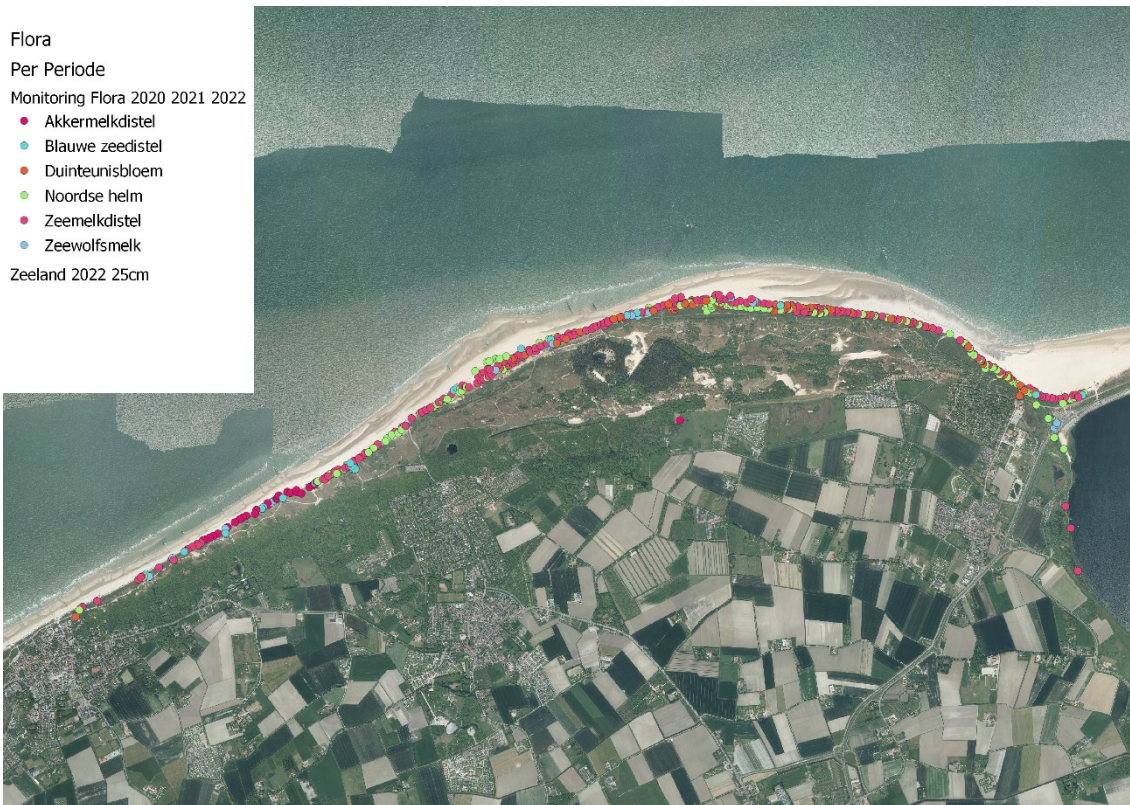 Flora
Per Periode
Monitoring Flora 2020 2021 2022
Akkermelkdistel
Blauwe zeedistel
Duinteunisbloem
Noordse helm
Zeemelkdistel
Zeewolfsmelk
Zeeland 2022 25cm